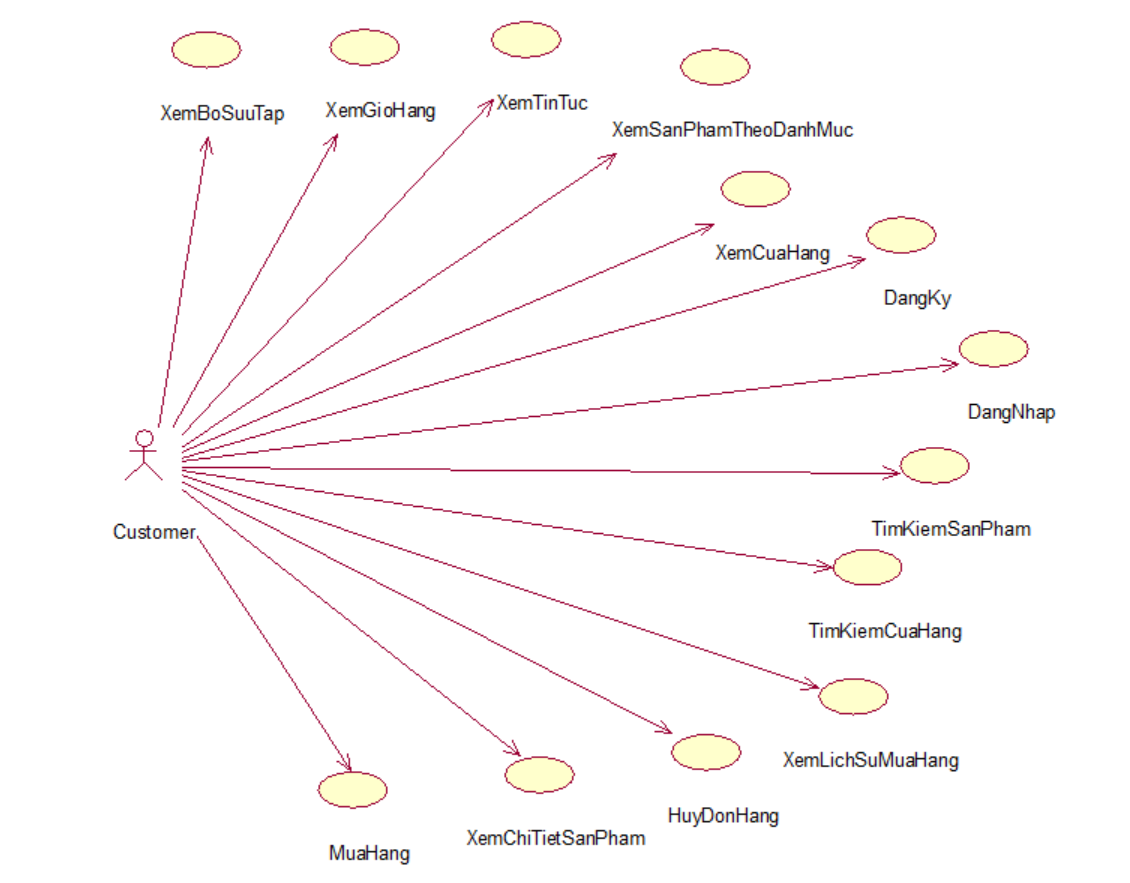 XemBoSuuTap
XemGioHang
XemTinTuc
XemSanPhamTheoDanhMuc
XemCuaHang
DangKy
DangNhap
TimKiemSanPham
Customer
TimKiemCuaHang
XemLichSuMuaHang
HuyDonHang
XemChiTietSanPham
MuaHang